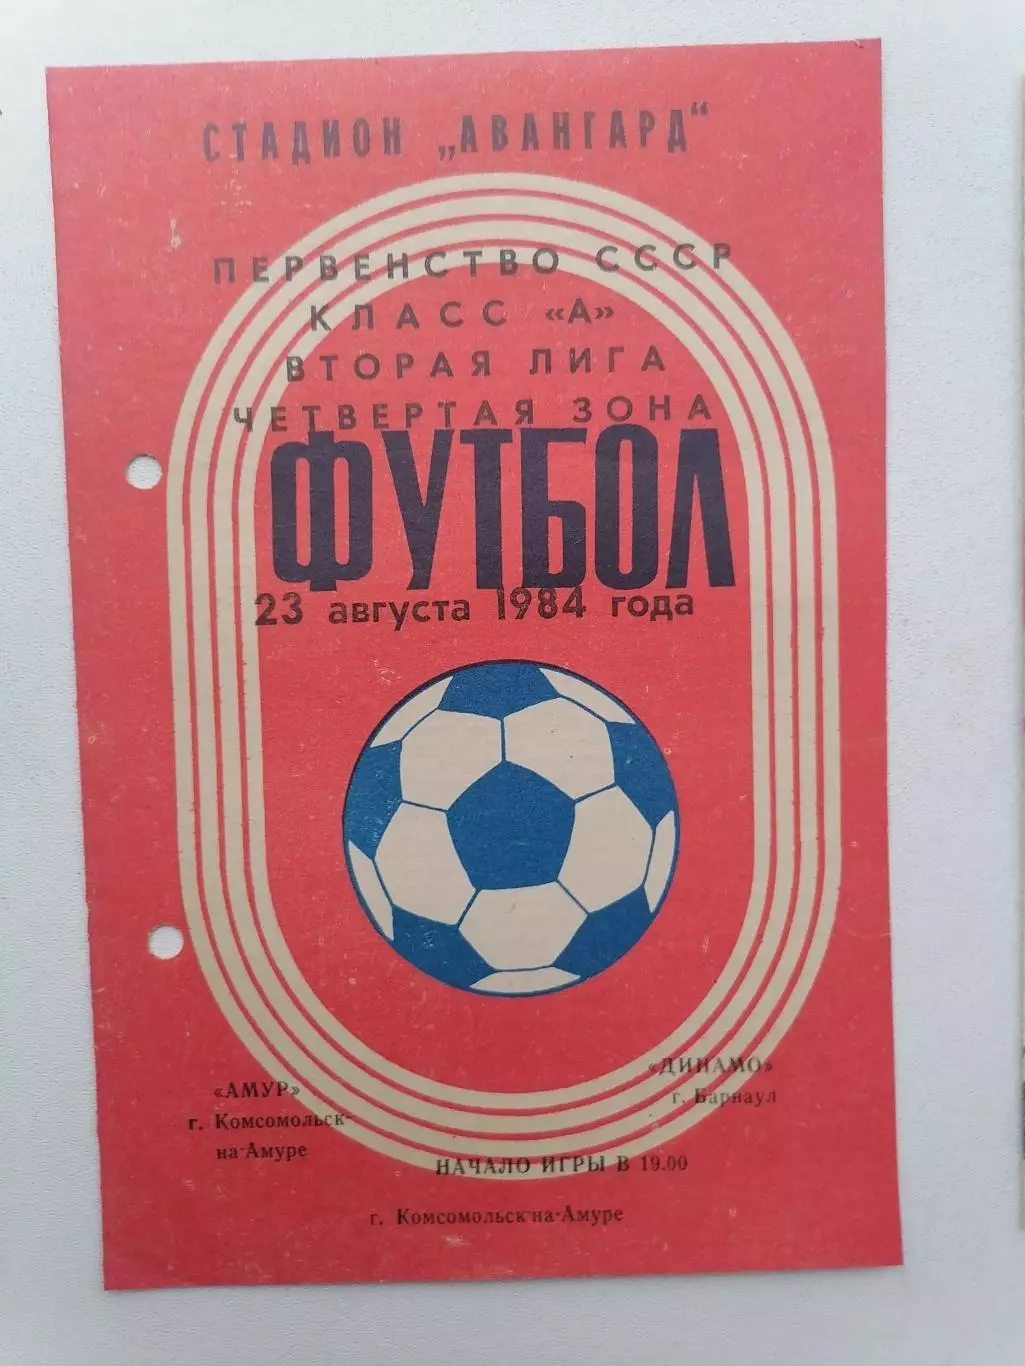 СТАДИОН „АВАНГАРД“
ПЕРВЕНСТВО СССР
КЛАСС «А»
ВТОРАЯ ЛИГА
ЧЕТВЕРТАЯ ЗОНА
ФУТБОЛ
23 августа 1984 года
«АМУР»
г. Комсомольск-
на-Амуре
«ДИНАМО»
г. Барнаул
НАЧАЛО ИГРЫ В 19.00
г. Комсомольск-на-Амуре